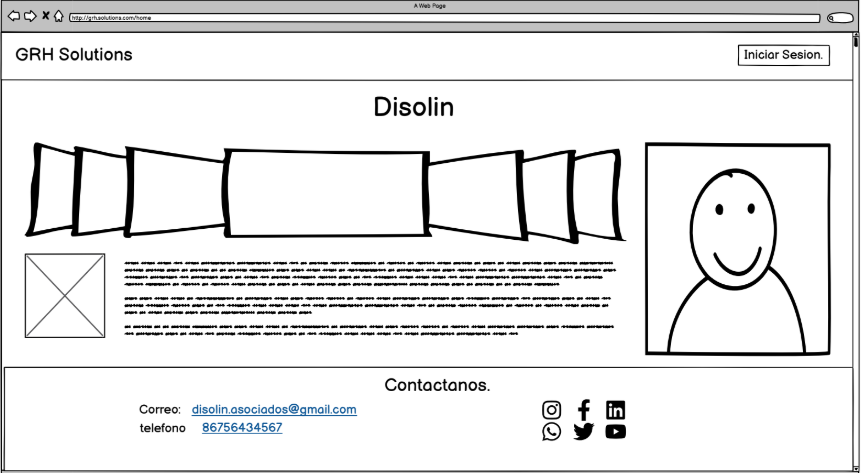 A Web Page
http://grh.solutions.com/home
GRH Solutions
Iniciar Sesion.
Disolin
Contactanos.
Correo: disolin.asociados@gmail.com
telefono 86756434567